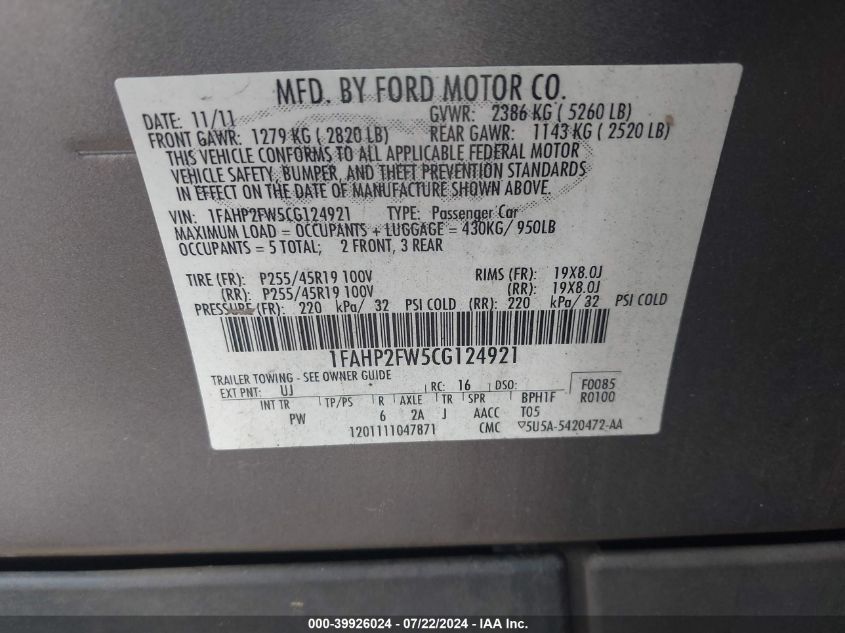 MFD. BY FORD MOTOR CO.
DATE: 11/11 GVWR: 2386 KG ( 5260 LB)
FRONT GAWR: 1279 KG ( 2820 LB) REAR GAWR: 1143 KG ( 2520 LB)
THIS VEHICLE CONFORMS TO ALL APPLICABLE FEDERAL MOTOR
VEHICLE SAFETY, BUMPER, AND THEFT PREVENTION STANDARDS
IN EFFECT ON THE DATE OF MANUFACTURE SHOWN ABOVE.
VIN: 1FAHP2FW5CG124921 TYPE: Passenger Car
MAXIMUM LOAD = OCCUPANTS + LUGGAGE = 430KG/ 950LB
OCCUPANTS = 5 TOTAL; 2 FRONT, 3 REAR
TIRE (FR): P255/45R19 100V RIMS (FR): 19X8.0J
(RR): P255/45R19 100V (RR): 19X8.0J
PRESSURE (FR): 220 kPa/ 32 PSI COLD (RR): 220 kPa/ 32 PSI COLD
1FAHP2FW5CG124921
TRAILER TOWING - SEE OWNER GUIDE
EXT PNT: UJ RC: 16 DSO: F0085
INT TR TP/PS R AXLE TR SPR BPH1F R0100
PW 6 2A J AACC T05
1201111047871 CMC ▽5U5A-5420472-AA
000-39926024 - 07/22/2024 - IAA Inc.